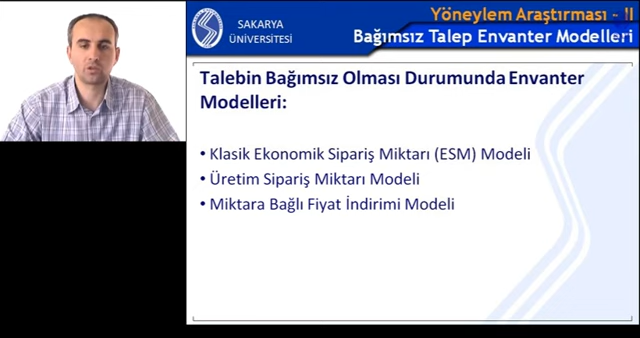 Yöneylem Araştırması - II
SAKARYA
ÜNİVERSİTESİ
Bağımsız Talep Envanter Modelleri
Talebin Bağımsız Olması Durumunda Envanter
Modelleri:
• Klasik Ekonomik Sipariş Miktarı (ESM) Modeli
• Üretim Sipariş Miktarı Modeli
• Miktara Bağlı Fiyat İndirimi Modeli